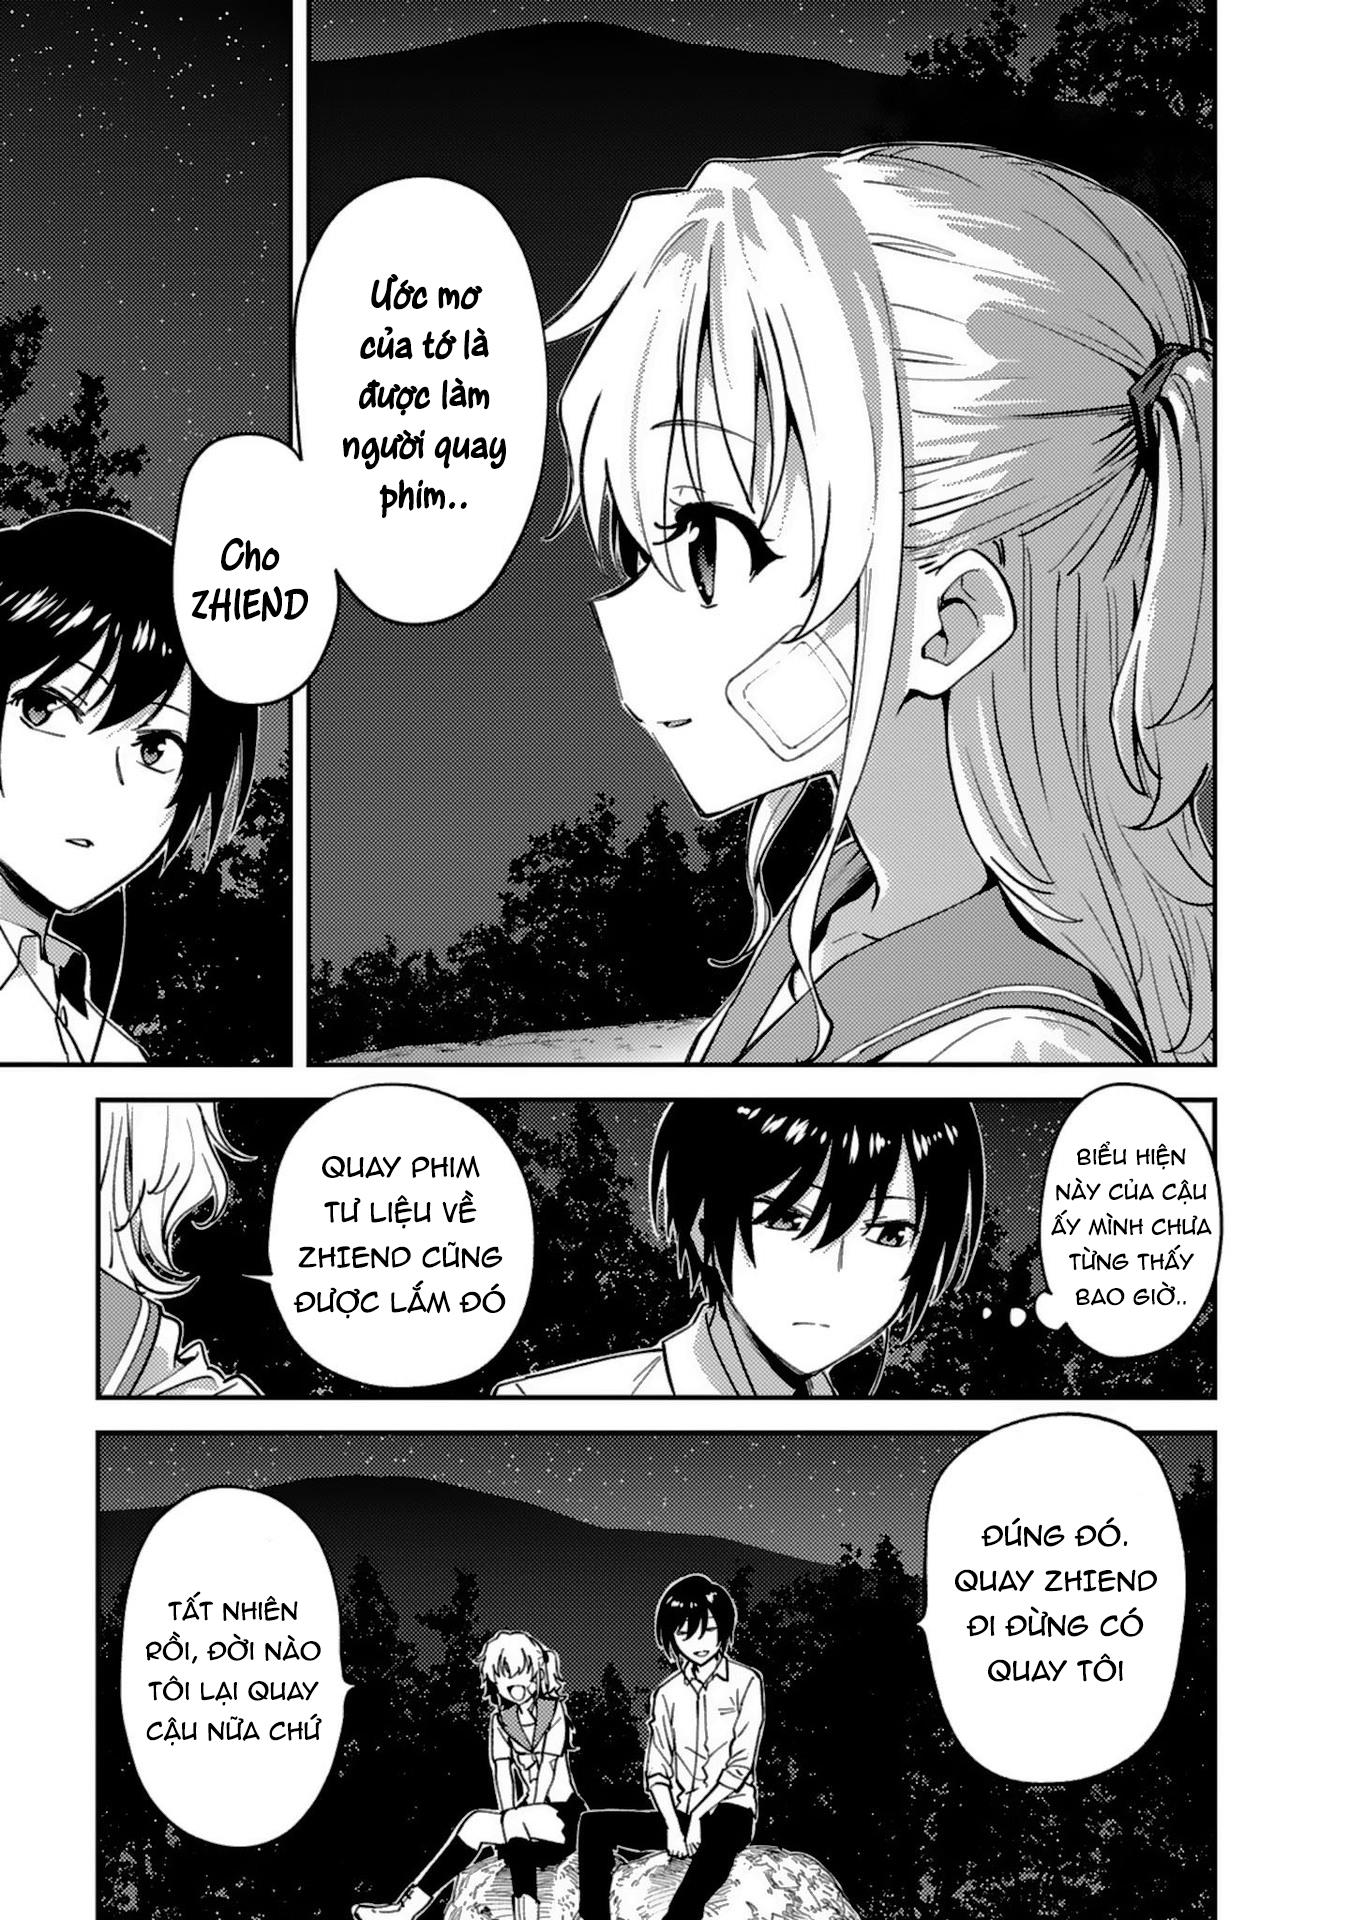 Ước mơ
của tớ là
được làm
người quay
phim..
Cho
ZHIEND
BIỂU HIỆN
NÀY CỦA CẬU
ẤY MÌNH CHƯA
TỪNG THẤY
BAO GIỜ..
QUAY PHIM
TƯ LIỆU VỀ
ZHIEND CŨNG
ĐƯỢC LẮM ĐÓ
ĐÚNG ĐÓ.
QUAY ZHIEND
ĐI ĐỪNG CÓ
QUAY TÔI
TẤT NHIÊN
RỒI, ĐỜI NÀO
TÔI LẠI QUAY
CẬU NỮA CHỨ